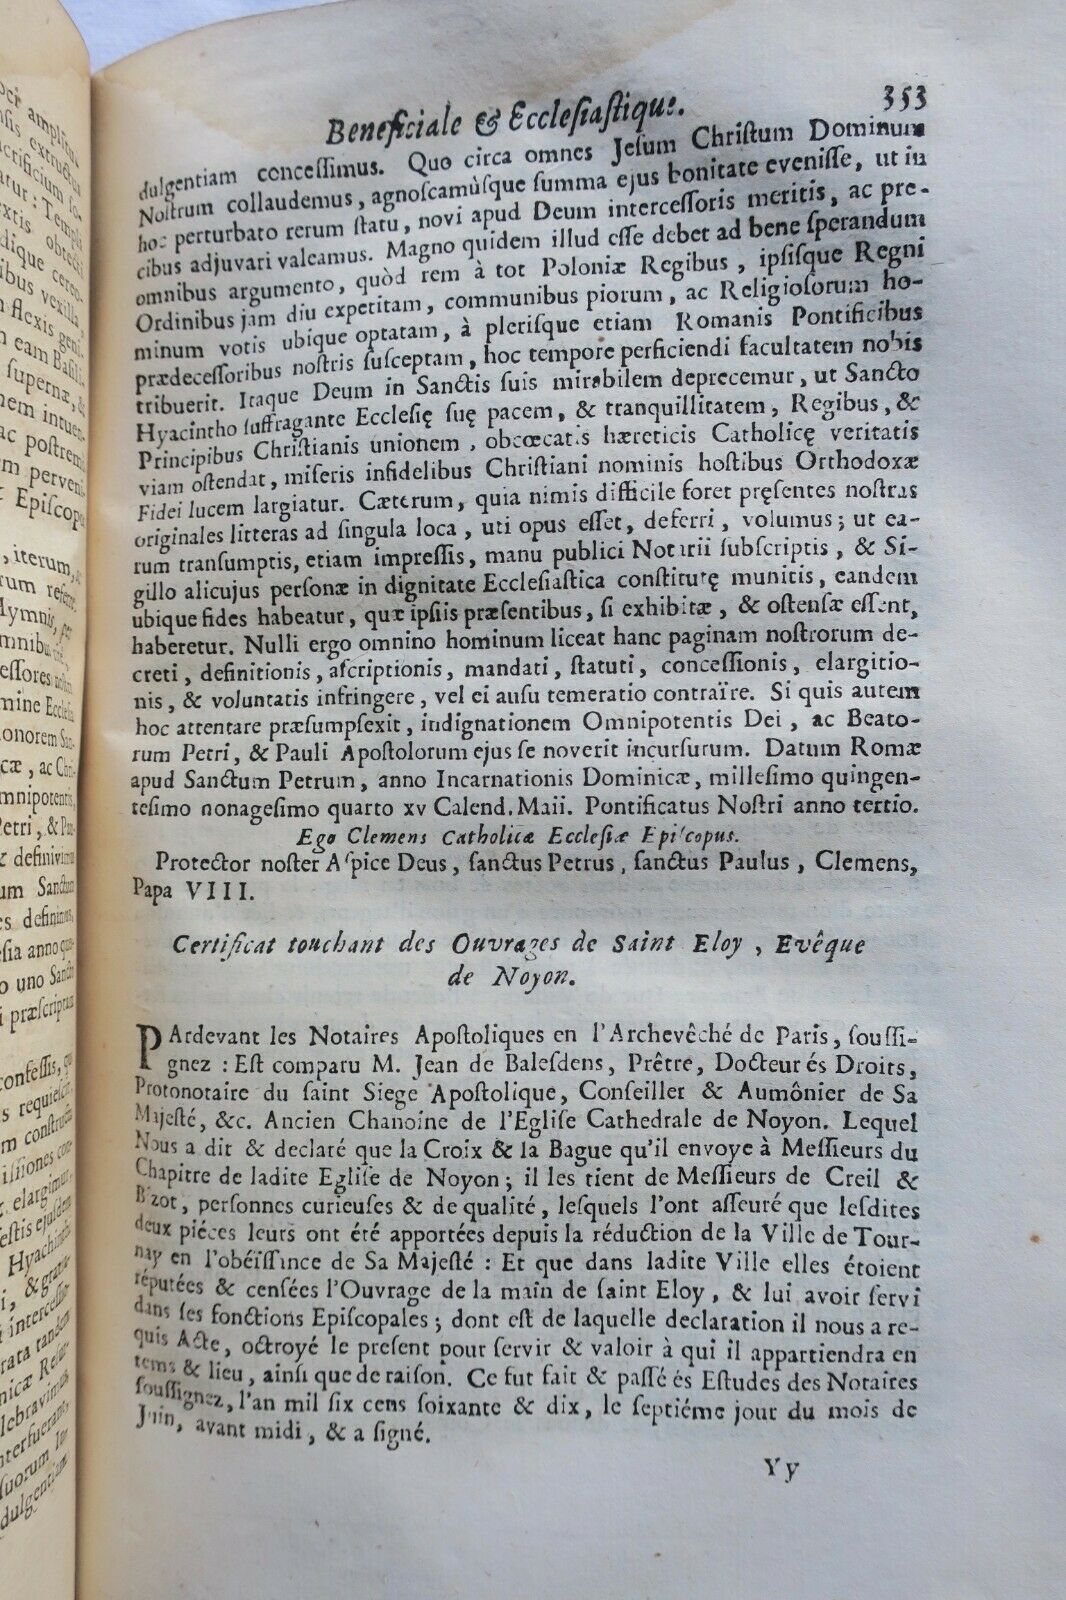 Beneficiale & Ecclesiastique. 353
dulgentiam concessimus. Quo circa omnes Jesum Christum Dominum
Nostrum collaudemus, agnoscamùsque summa ejus bonitate evenisse, ut in
hoc perturbato rerum statu, novi apud Deum intercessoris meritis, ac pre-
cibus adjuvari valeamus. Magno quidem illud esse debet ad bene sperandum
omnibus argumento, quòd rem à tot Poloniæ Regibus, ipsisque Regni
Ordinibus jam diu expetitam, communibus piorum, ac Religiosorum ho-
minum votis ubique optatam, à plerisque etiam Romanis Pontificibus
prædecessoribus nostris susceptam, hoc tempore perficiendi facultatem nobis
tribuerit. Itaque Deum in Sanctis suis mirabilem deprecemur, ut Sancto
Hyacintho suffragante Ecclesię suę pacem, & tranquillitatem, Regibus, &
Principibus Christianis unionem, obcœcatis hæreticis Catholicę veritatis
viam ostendat, miseris infidelibus Christiani nominis hostibus Orthodoxæ
Fidei lucem largiatur. Cæterum, quia nimis difficile foret pręsentes nostras
originales litteras ad singula loca, uti opus esset, deferri, volumus; ut ea-
rum transumptis, etiam impressis, manu publici Notarii subscriptis, & Si-
gillo alicujus personæ in dignitate Ecclesiastica constitutę munitis, eandem
ubique fides habeatur, quæ ipsiis præsentibus, si exhibitæ, & ostensæ essent,
haberetur. Nulli ergo omnino hominum liceat hanc paginam nostrorum de-
creti, definitionis, ascriptionis, mandati, statuti, concessionis, elargitio-
nis, & voluntatis infringere, vel ei ausu temeratio contraïre. Si quis autem
hoc attentare præsumpsexit, indignationem Omnipotentis Dei, ac Beato-
rum Petri, & Pauli Apostolorum ejus se noverit incursurum. Datum Romæ
apud Sanctum Petrum, anno Incarnationis Dominicæ, millesimo quingen-
tesimo nonagesimo quarto xv Calend. Maii. Pontificatus Nostri anno tertio.
Ego Clemens Catholicæ Ecclesiæ Episcopus.
Protector noster Aspice Deus, sanctus Petrus, sanctus Paulus, Clemens,
Papa VIII.
Certificat touchant des Ouvrages de Saint Eloy, Evêque
de Noyon.
PArdevant les Notaires Apostoliques en l'Archevêché de Paris, soussi-
gnez : Est comparu M. Jean de Balesdens, Prêtre, Docteur és Droits,
Protonotaire du saint Siege Apostolique, Conseiller & Aumônier de Sa
Majesté, &c. Ancien Chanoine de l'Eglise Cathedrale de Noyon. Lequel
Nous a dit & declaré que la Croix & la Bague qu'il envoye à Messieurs du
Chapitre de ladite Eglise de Noyon; il les tient de Messieurs de Creil &
Bizot, personnes curieuses & de qualité, lesquels l'ont asseuré que lesdites
deux piéces leurs ont été apportées depuis la réduction de la Ville de Tour-
nay en l'obéïssance de Sa Majesté : Et que dans ladite Ville elles étoient
réputées & censées l'Ouvrage de la main de saint Eloy, & lui avoir servi
dans ses fonctions Episcopales; dont est de laquelle declaration il nous a re-
quis Acte, octroyé le present pour servir & valoir à qui il appartiendra en
tems & lieu, ainsi que de raison. Ce fut fait & passé és Estudes des Notaires
soussignez, l'an mil six cens soixante & dix, le septiéme jour du mois de
Juin, avant midi, & a signé.
Yy